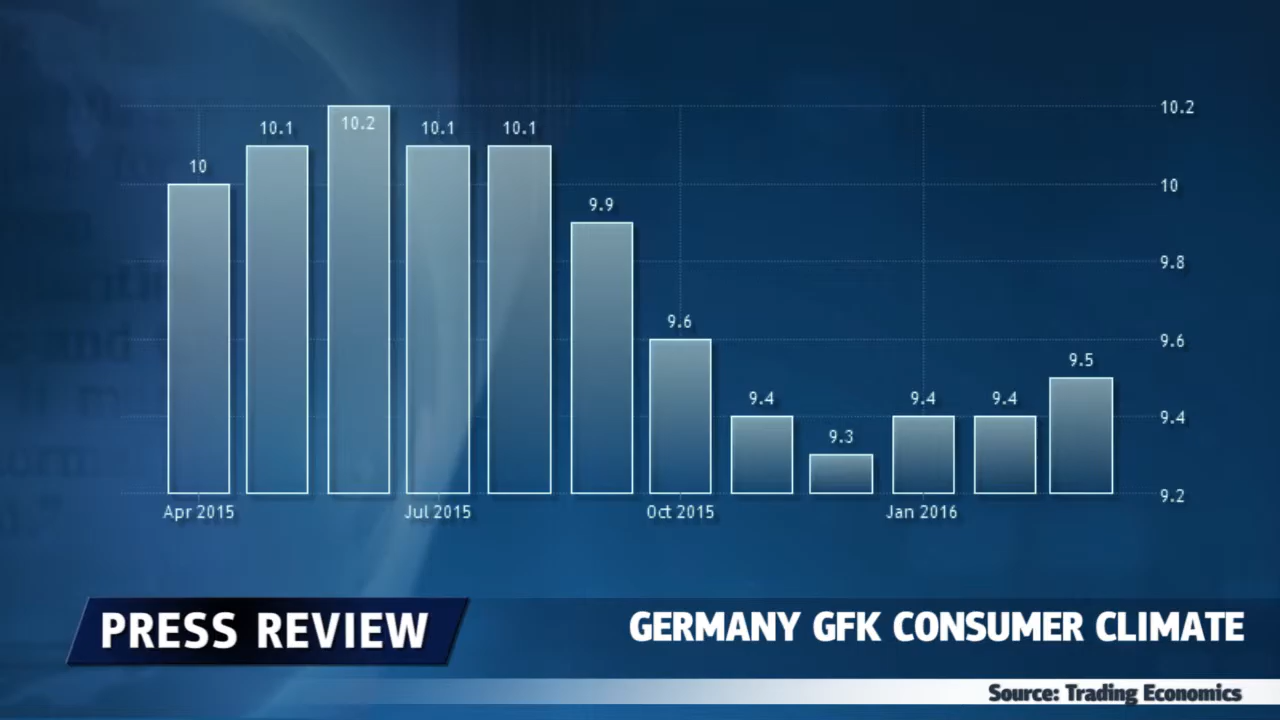 10.2
10.1
10.2
10.1
10.1
10
10
9.9
9.8
9.6
9.6
9.5
9.4
9.4
9.4
9.4
9.3
9.2
Apr 2015
Jul 2015
Oct 2015
Jan 2016
PRESS REVIEW
GERMANY GFK CONSUMER CLIMATE
Source: Trading Economics